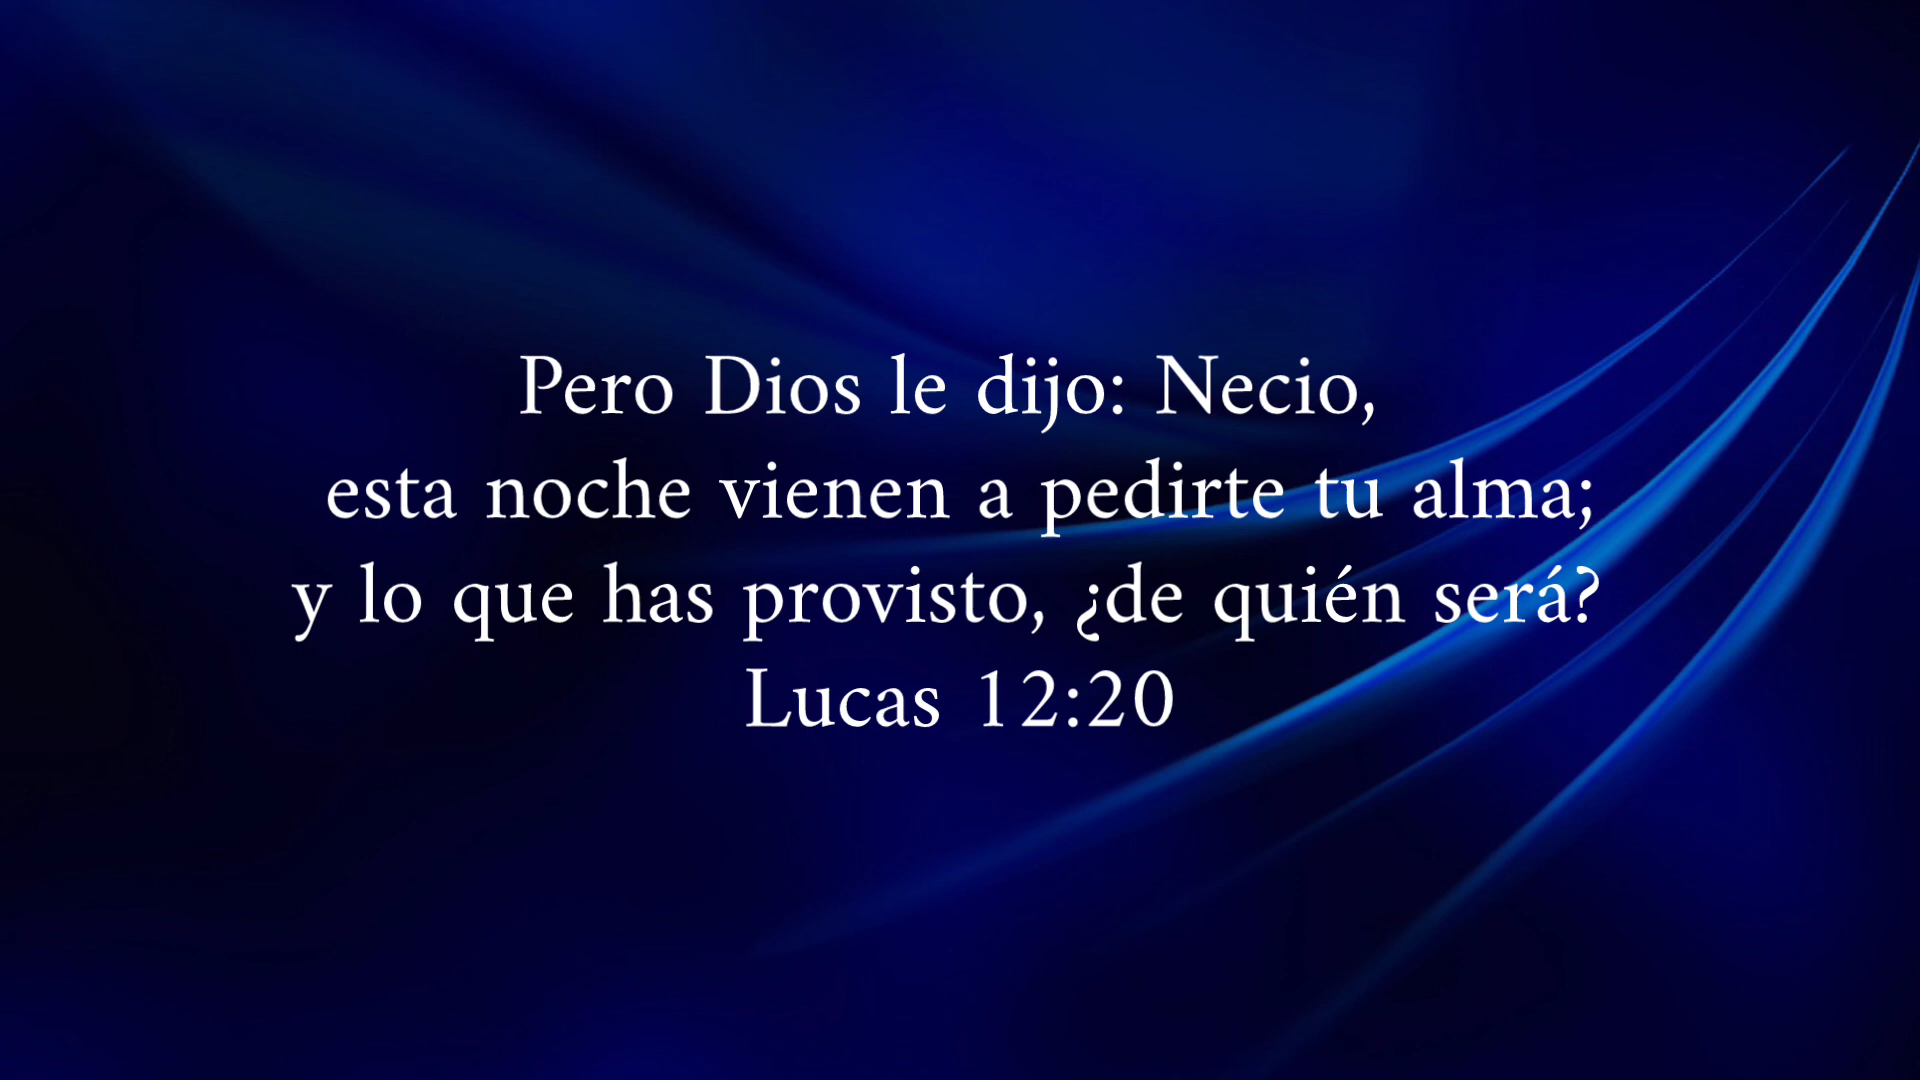 Pero Dios le dijo: Necio,
esta noche vienen a pedirte tu alma;
y lo que has provisto, ¿de quién será?
Lucas 12:20